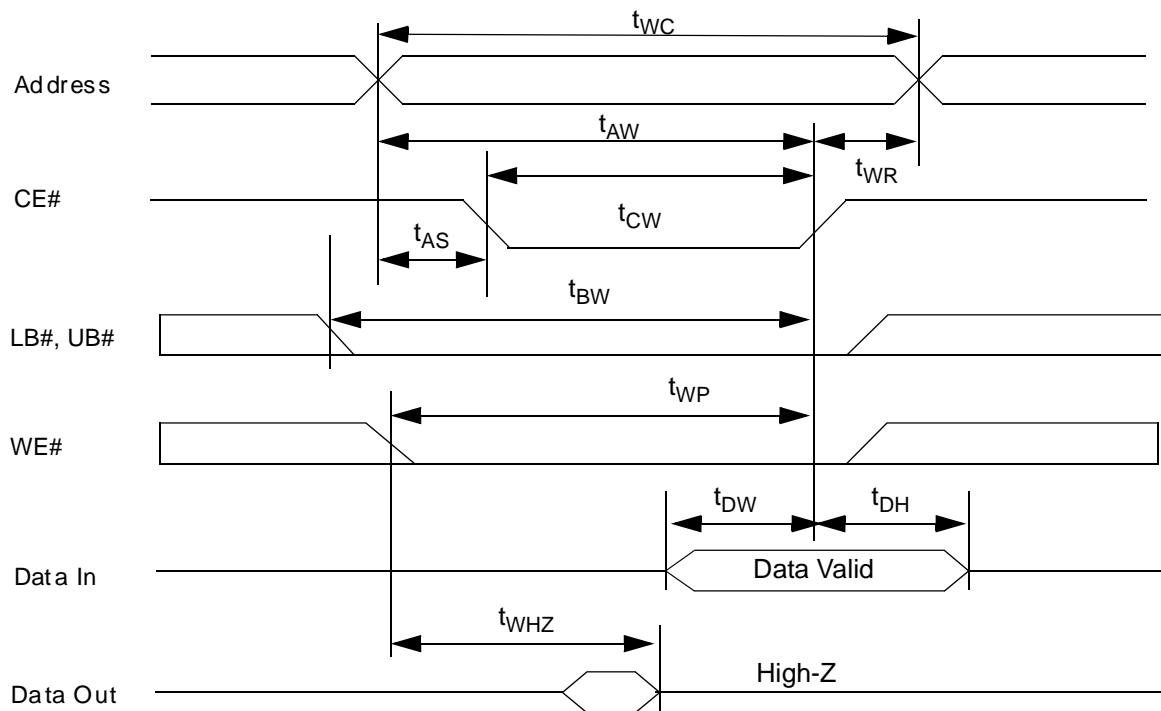 tWC
Address
tAW
tWR
CE#
tCW
tAS
tBW
LB#, UB#
tWP
WE#
tDW
tDH
Data In
Data Valid
tWHZ
High-Z
Data Out